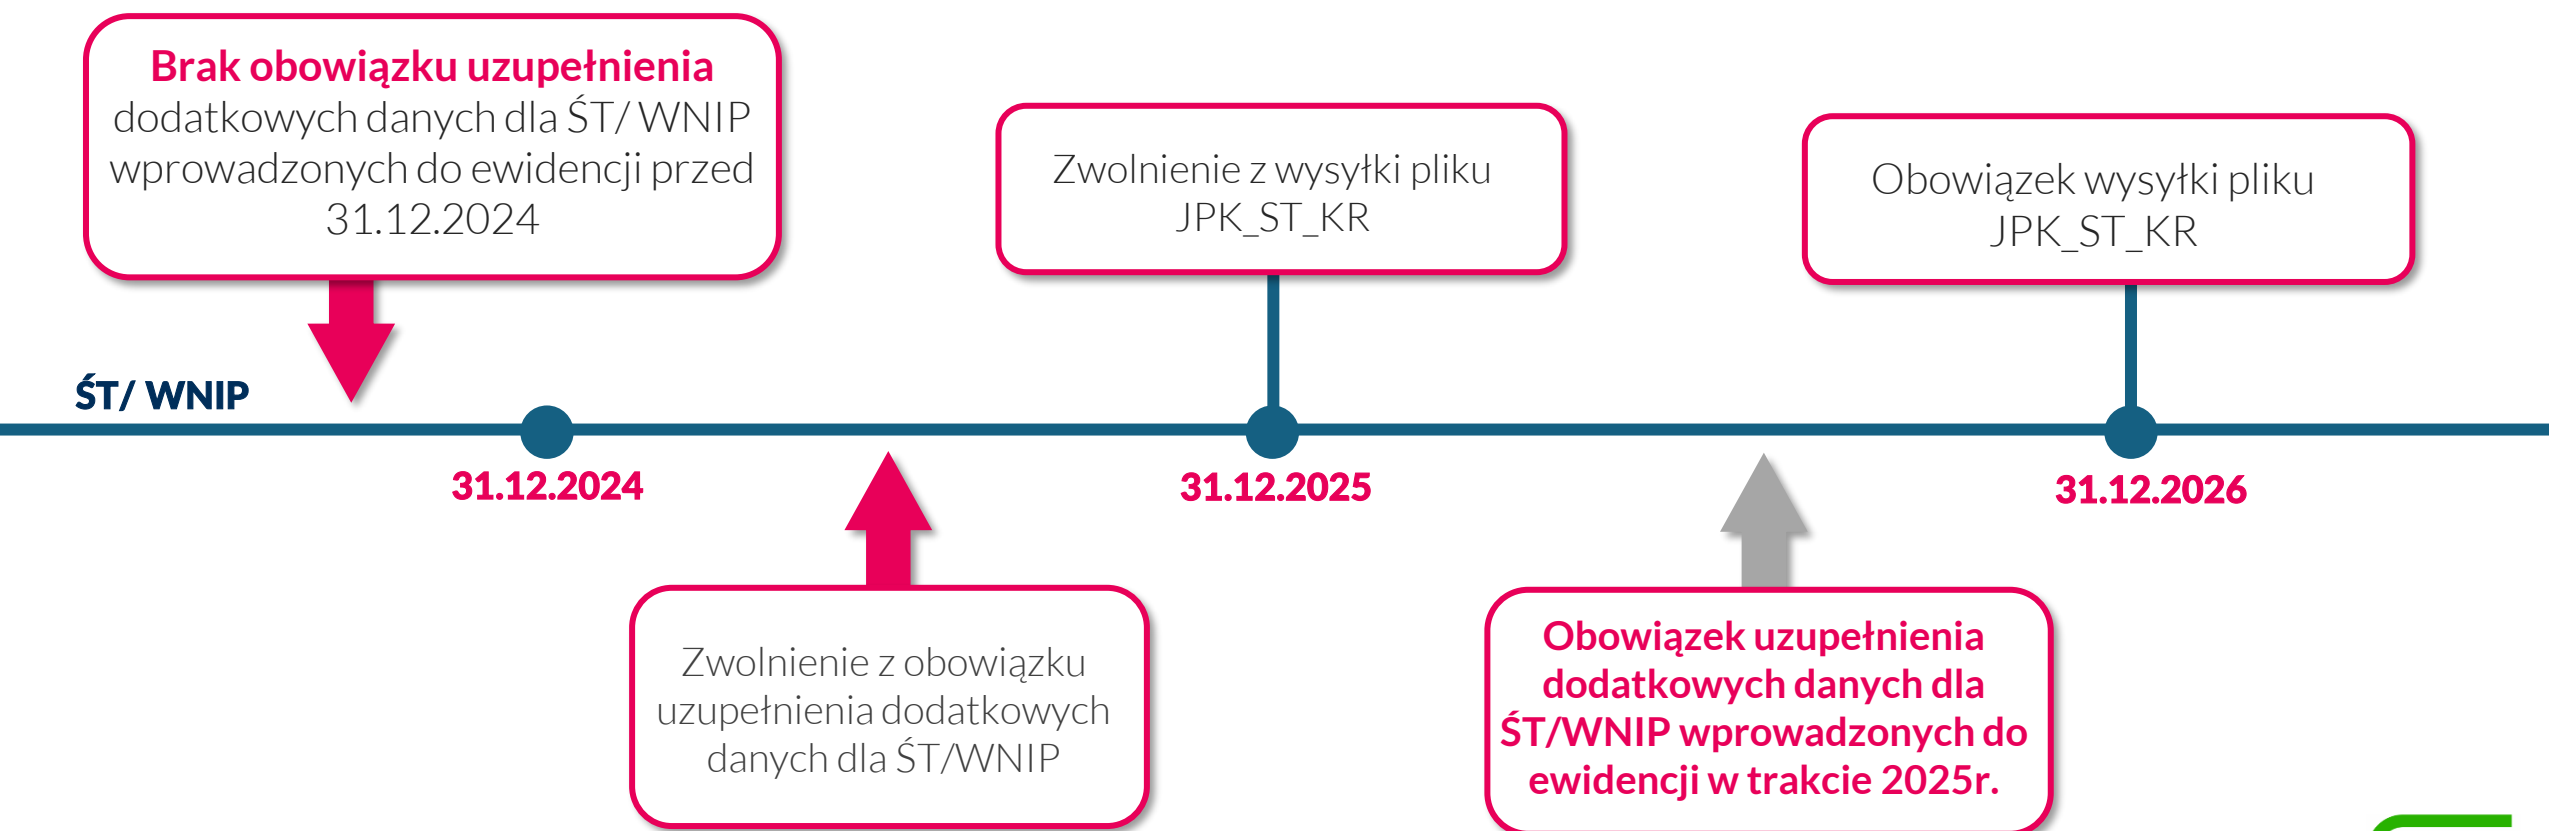 Brak obowiązku uzupełnienia
dodatkowych danych dla ŚT/ WNIP
wprowadzonych do ewidencji przed
31.12.2024
Zwolnienie z wysyłki pliku
JPK_ST_KR
Obowiązek wysyłki pliku
JPK_ST_KR
ŚT/ WNIP
31.12.2024
31.12.2025
31.12.2026
Zwolnienie z obowiązku
uzupełnienia dodatkowych
danych dla ŚT/WNIP
Obowiązek uzupełnienia
dodatkowych danych dla
ŚT/WNIP wprowadzonych do
ewidencji w trakcie 2025r.